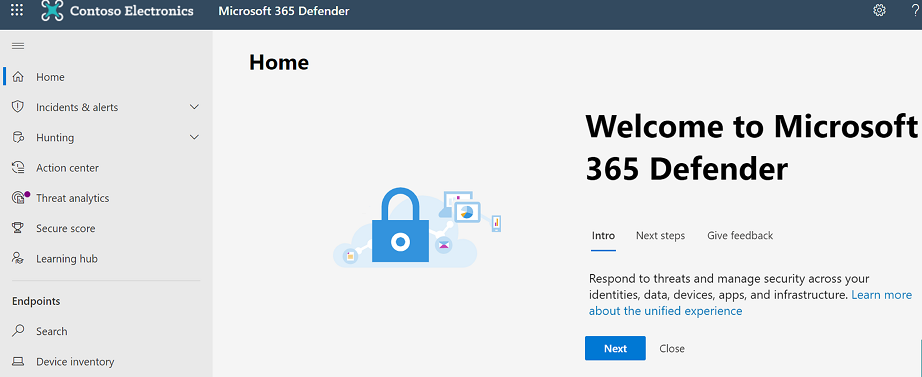 Contoso Electronics Microsoft 365 Defender ?
Home
Incidents & alerts
Hunting
Action center
Threat analytics
Secure score
Learning hub
Endpoints
Search
Device inventory
Home
Welcome to Microsoft
365 Defender
Intro Next steps Give feedback
Respond to threats and manage security across your
identities, data, devices, apps, and infrastructure. Learn more
about the unified experience
Next Close